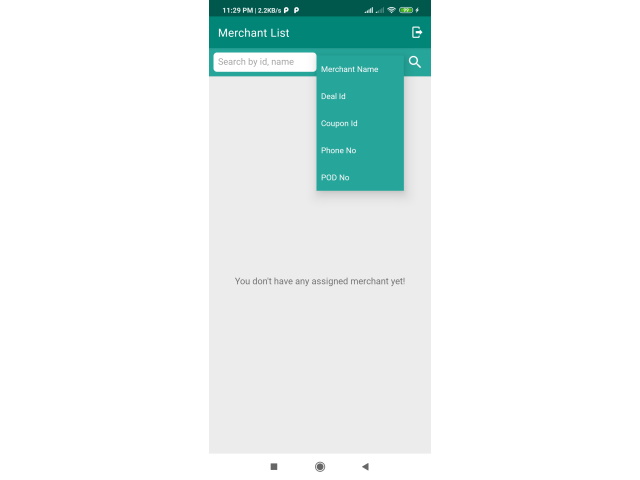 11:29 PM | 2.2KB/s P P
Merchant List
Search by id, name
Merchant Name
Deal Id
Coupon Id
Phone No
POD No
You don't have any assigned merchant yet!